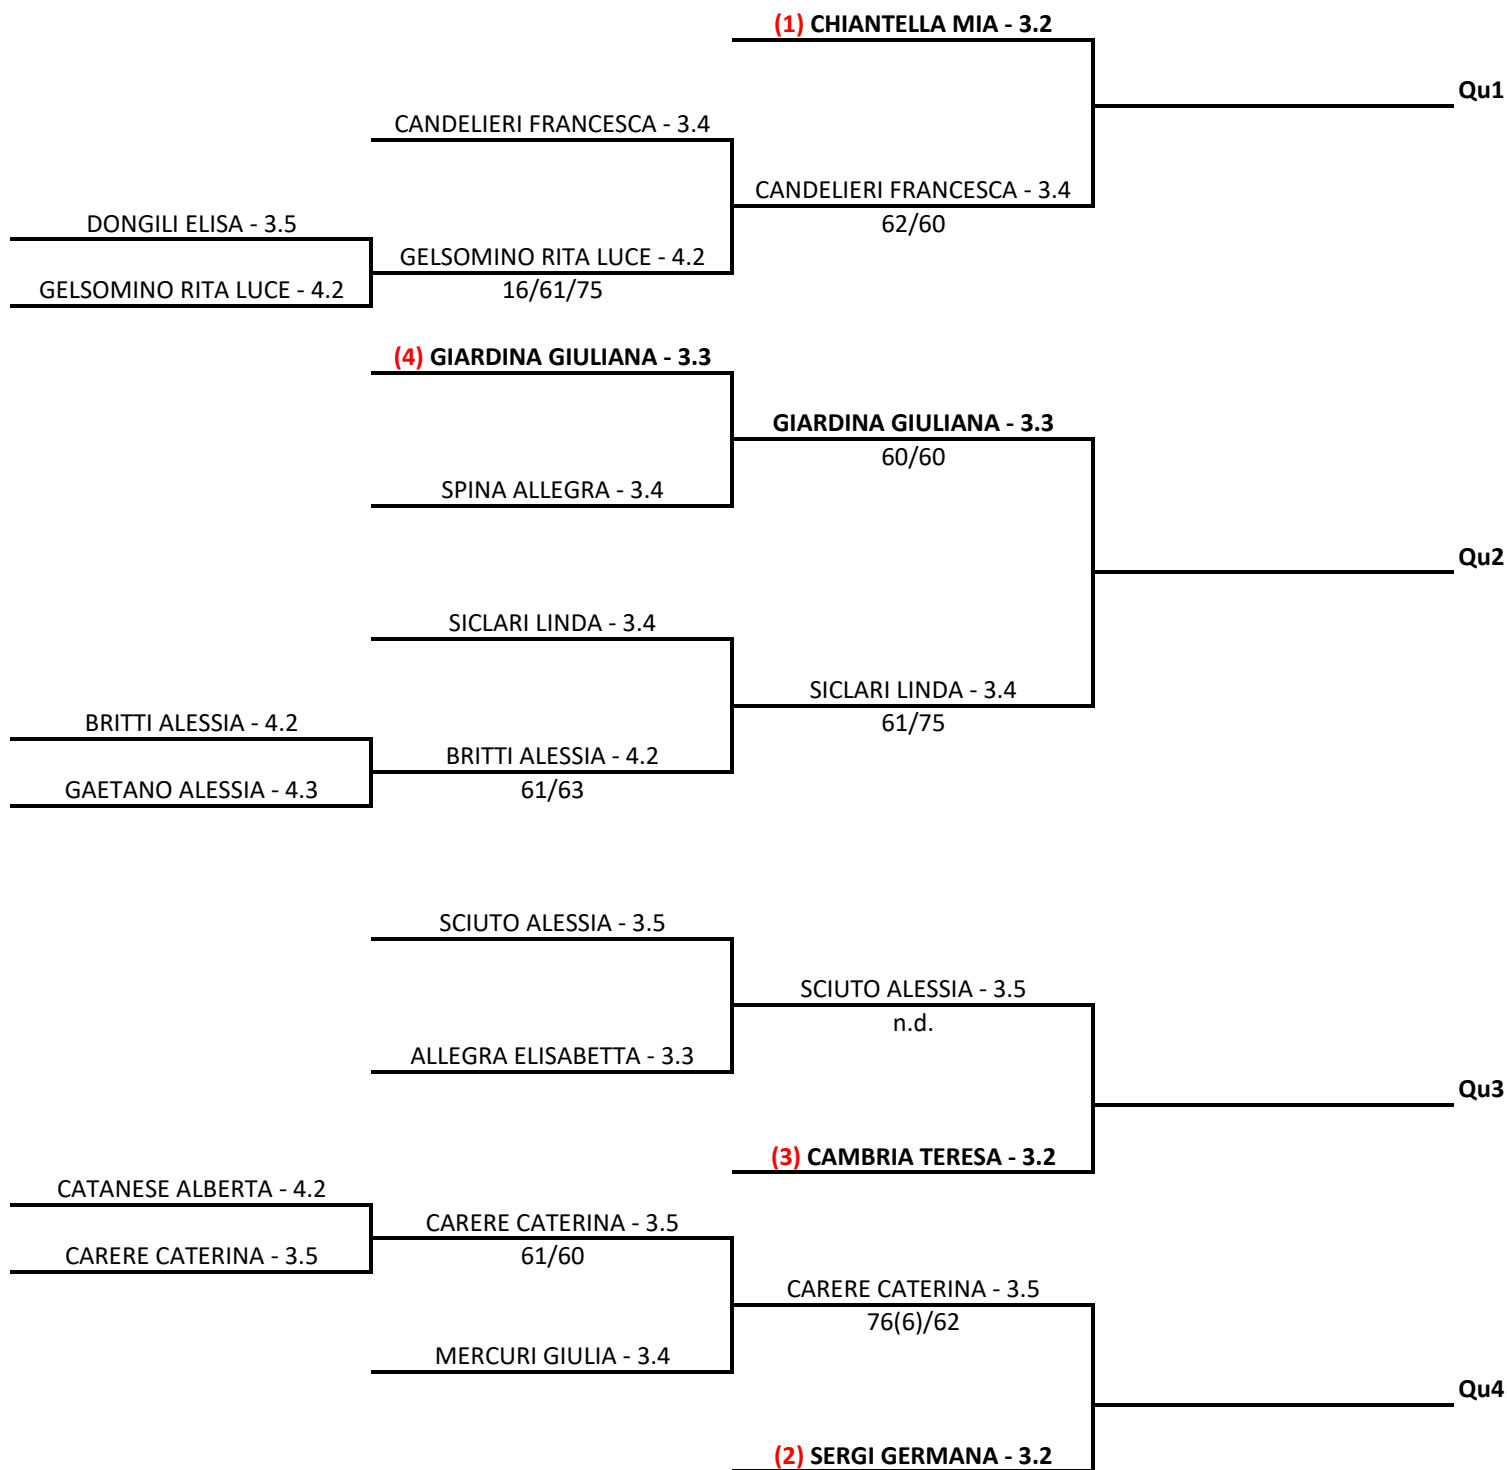 (1) CHIANTELLA MIA - 3.2
Qu1
CANDELIERI FRANCESCA - 3.4
CANDELIERI FRANCESCA - 3.4
62/60
DONGILI ELISA - 3.5
GELSOMINO RITA LUCE - 4.2
16/61/75
GELSOMINO RITA LUCE - 4.2
(4) GIARDINA GIULIANA - 3.3
GIARDINA GIULIANA - 3.3
60/60
SPINA ALLEGRA - 3.4
Qu2
SICLARI LINDA - 3.4
SICLARI LINDA - 3.4
61/75
BRITTI ALESSIA - 4.2
BRITTI ALESSIA - 4.2
61/63
GAETANO ALESSIA - 4.3
SCIUTO ALESSIA - 3.5
SCIUTO ALESSIA - 3.5
n.d.
ALLEGRA ELISABETTA - 3.3
Qu3
(3) CAMBRIA TERESA - 3.2
CATANESE ALBERTA - 4.2
CARERE CATERINA - 3.5
61/60
CARERE CATERINA - 3.5
CARERE CATERINA - 3.5
76(6)/62
MERCURI GIULIA - 3.4
Qu4
(2) SERGI GERMANA - 3.2